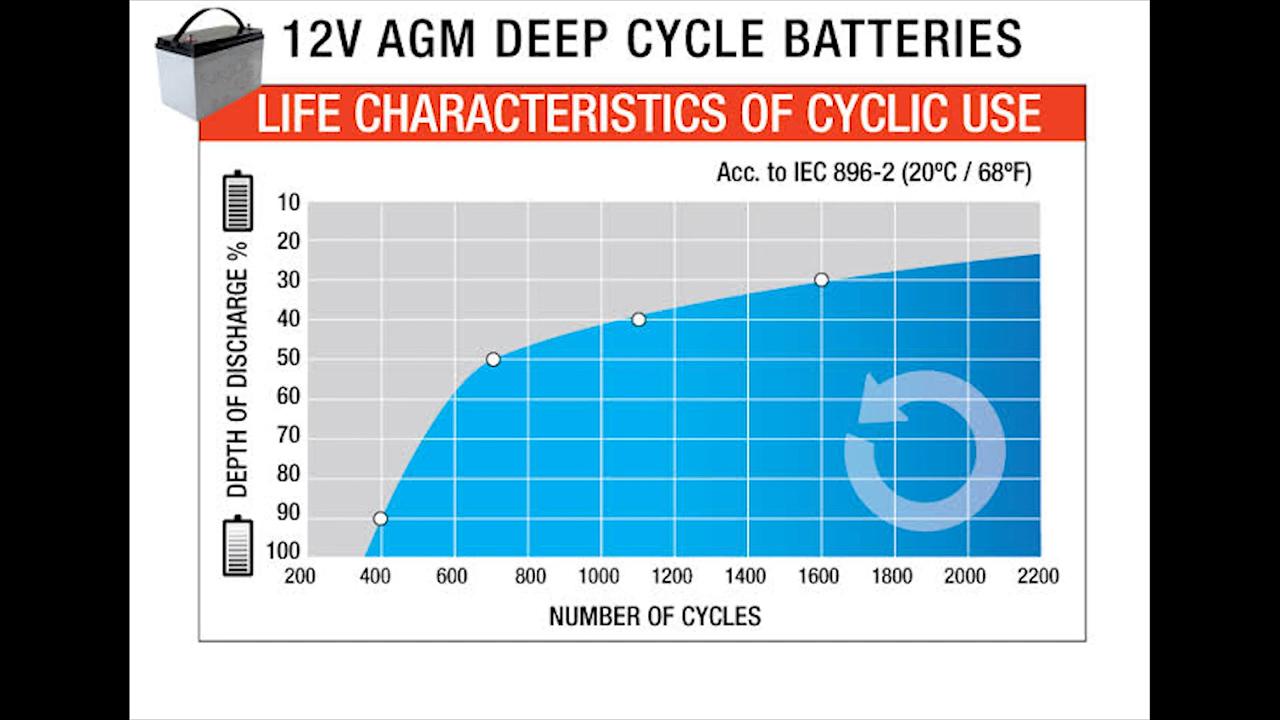 12V AGM DEEP CYCLE BATTERIES
LIFE CHARACTERISTICS OF CYCLIC USE
Acc. to IEC 896-2 (20ºC / 68ºF)
DEPTH OF DISCHARGE %
10
20
30
40
50
60
70
80
90
100
200 400 600 800 1000 1200 1400 1600 1800 2000 2200
NUMBER OF CYCLES